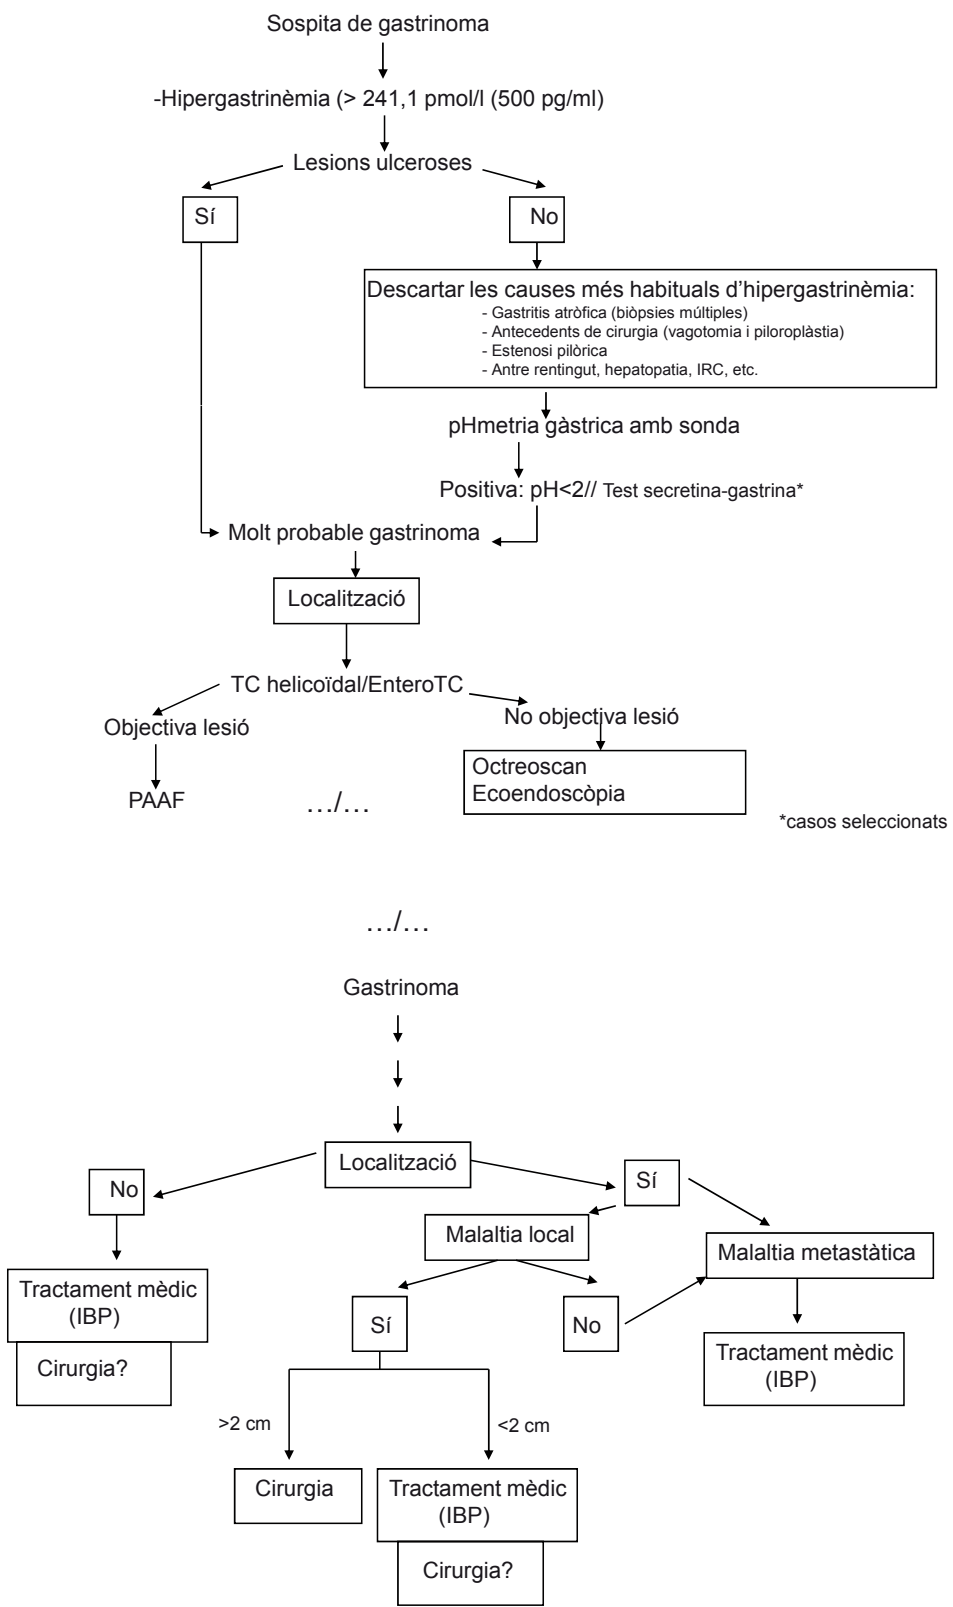 Sospita de gastrinoma
-Hipergastrinèmia (> 241,1 pmol/l (500 pg/ml)
Lesions ulceroses
Sí
No
Descartar les causes més habituals d'hipergastrinèmia:
- Gastritis atròfica (biòpsies múltiples)
- Antecedents de cirurgia (vagotomia i piloroplàstia)
- Estenosi pilòrica
- Antre rentingut, hepatopatia, IRC, etc.
pHmetria gàstrica amb sonda
Positiva: pH<2// Test secretina-gastrina*
Molt probable gastrinoma
Localització
TC helicoïdal/EnteroTC
Objectiva lesió
No objectiva lesió
PAAF
…/…
Octreoscan
Ecoendoscòpia
*casos seleccionats
…/…
Gastrinoma
Localització
No
Sí
Malaltia local
Malaltia metastàtica
Tractament mèdic
(IBP)
Cirurgia?
Sí
No
Tractament mèdic
(IBP)
>2 cm
<2 cm
Cirurgia
Tractament mèdic
(IBP)
Cirurgia?